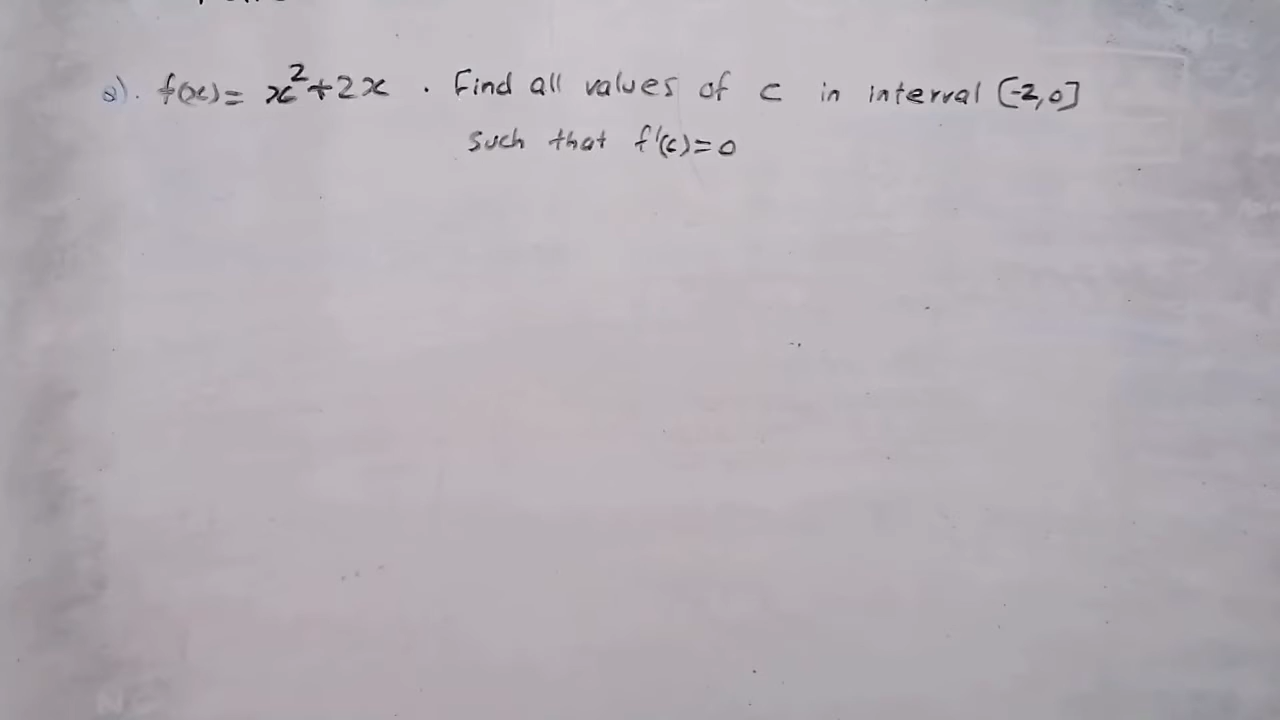 Q). f(x) = x²+2x . Find all values of c in interval [-2,0]
such that f'(c)=0